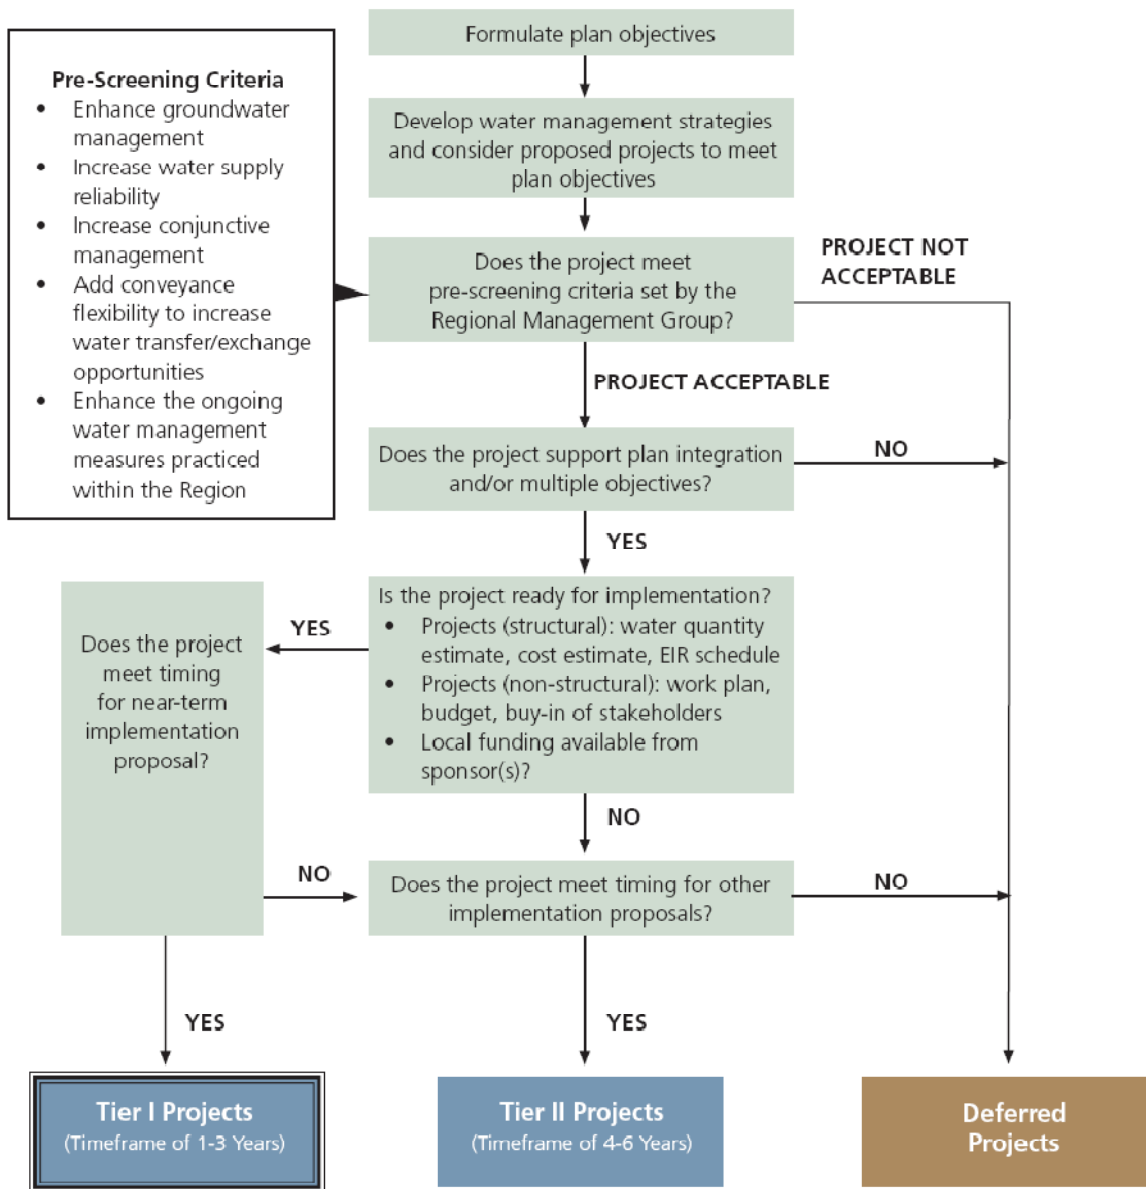 Pre-Screening Criteria
• Enhance groundwater
management
• Increase water supply
reliability
• Increase conjunctive
management
• Add conveyance
flexibility to increase
water transfer/exchange
opportunities
• Enhance the ongoing
water management
measures practiced
within the Region
Formulate plan objectives
Develop water management strategies
and consider proposed projects to meet
plan objectives
Does the project meet
pre-screening criteria set by the
Regional Management Group?
PROJECT NOT
ACCEPTABLE
PROJECT ACCEPTABLE
Does the project support plan integration
and/or multiple objectives?
NO
YES
Is the project ready for implementation?
• Projects (structural): water quantity
estimate, cost estimate, EIR schedule
• Projects (non-structural): work plan,
budget, buy-in of stakeholders
• Local funding available from
sponsor(s)?
YES
Does the project
meet timing
for near-term
implementation
proposal?
NO
NO
Does the project meet timing for other
implementation proposals?
NO
YES
YES
Tier I Projects
(Timeframe of 1-3 Years)
Tier II Projects
(Timeframe of 4-6 Years)
Deferred
Projects